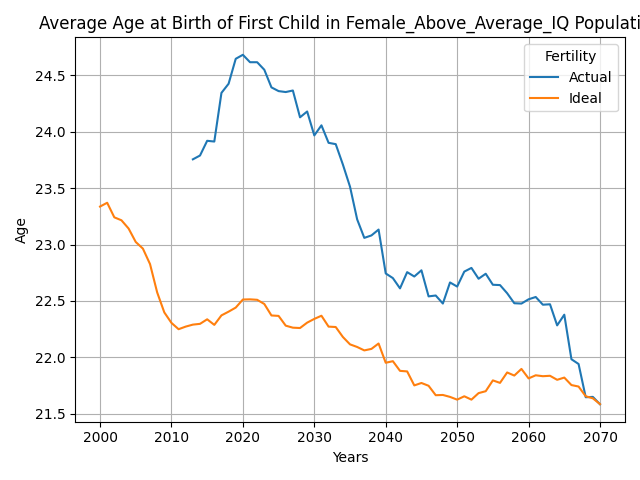 Average Age at Birth of First Child in Female_Above_Average_IQ Populati
Fertility
Actual
Ideal
24.5
24.0
23.5
23.0
22.5
22.0
21.5
Age
2000 2010 2020 2030 2040 2050 2060 2070
Years